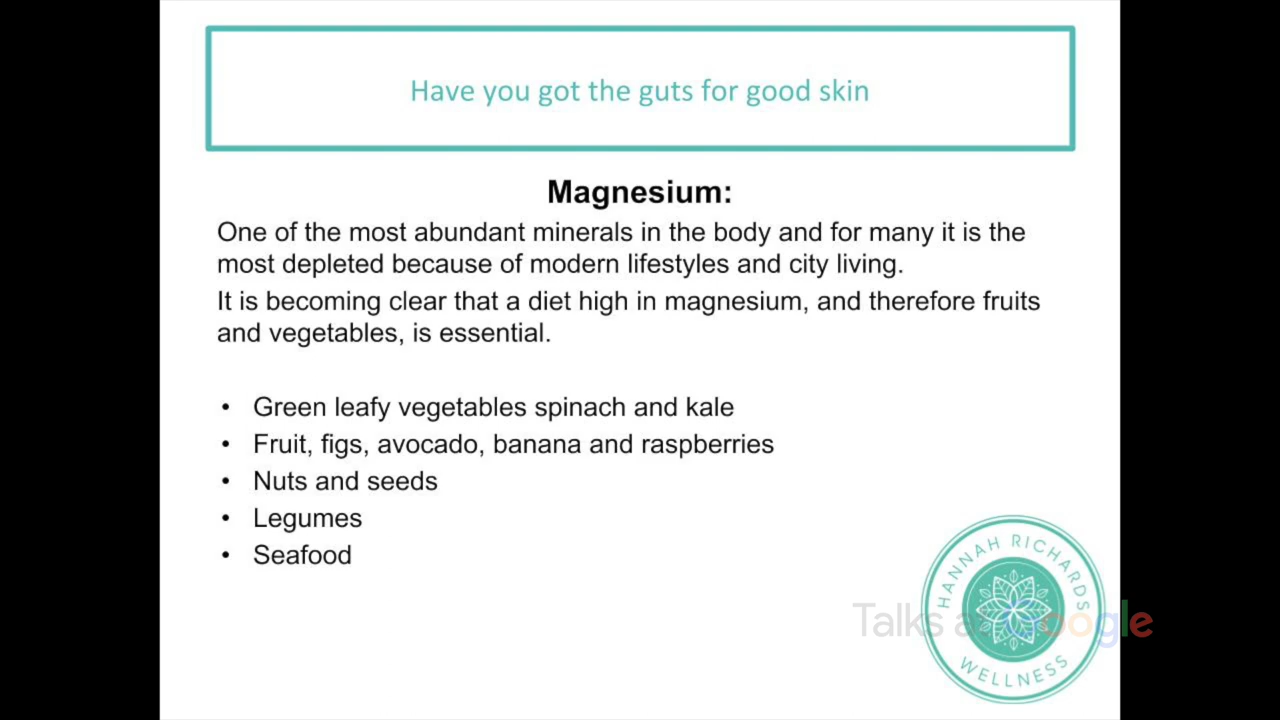 Have you got the guts for good skin
Magnesium:
One of the most abundant minerals in the body and for many it is the
most depleted because of modern lifestyles and city living.
It is becoming clear that a diet high in magnesium, and therefore fruits
and vegetables, is essential.
• Green leafy vegetables spinach and kale
• Fruit, figs, avocado, banana and raspberries
• Nuts and seeds
• Legumes
• Seafood
HANNAH RICHARDS
WELLNESS
Talks at Google